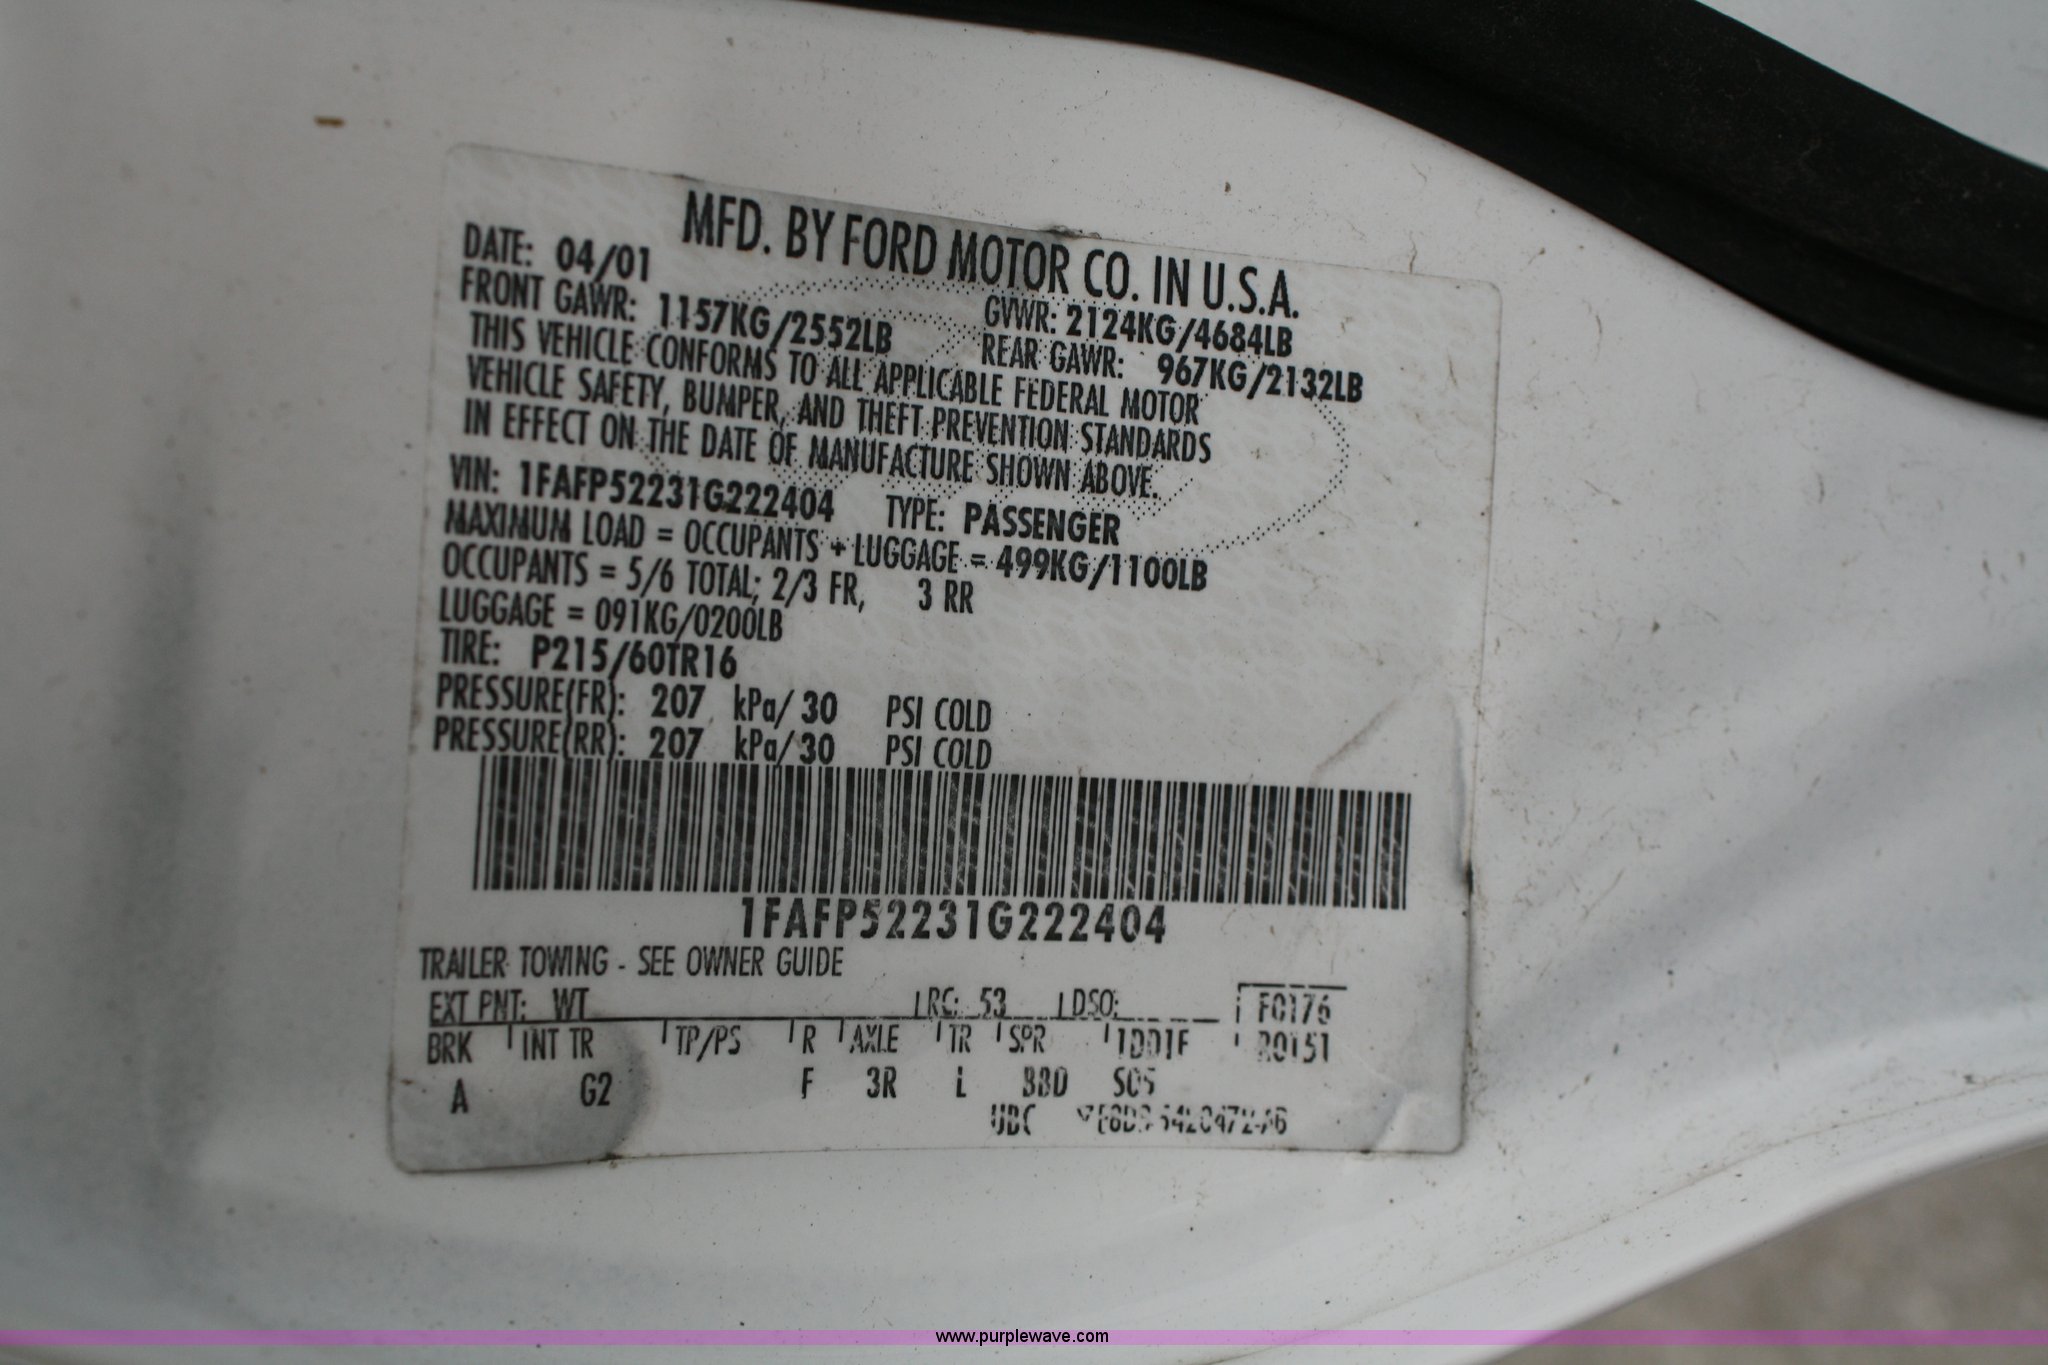 MFD. BY FORD MOTOR CO. IN U.S.A.
DATE: 04/01 GVWR: 2124KG/4684LB
FRONT GAWR: 1157KG/2552LB REAR GAWR: 967KG/2132LB
THIS VEHICLE CONFORMS TO ALL APPLICABLE FEDERAL MOTOR
VEHICLE SAFETY, BUMPER, AND THEFT PREVENTION STANDARDS
IN EFFECT ON THE DATE OF MANUFACTURE SHOWN ABOVE.
VIN: 1FAFP52231G222404 TYPE: PASSENGER
MAXIMUM LOAD = OCCUPANTS + LUGGAGE = 499KG/1100LB
OCCUPANTS = 5/6 TOTAL; 2/3 FR, 3 RR
LUGGAGE = 091KG/0200LB
TIRE: P215/60TR16
PRESSURE(FR): 207 kPa/ 30 PSI COLD
PRESSURE(RR): 207 kPa/ 30 PSI COLD
1FAFP52231G222404
TRAILER TOWING - SEE OWNER GUIDE
EXT PNT: WT RC: 53 DSO: F0176
BRK INT TR TP/PS R AXLE TR SPR R0151
A G2 F 3R L
UBC
www.purplewave.com